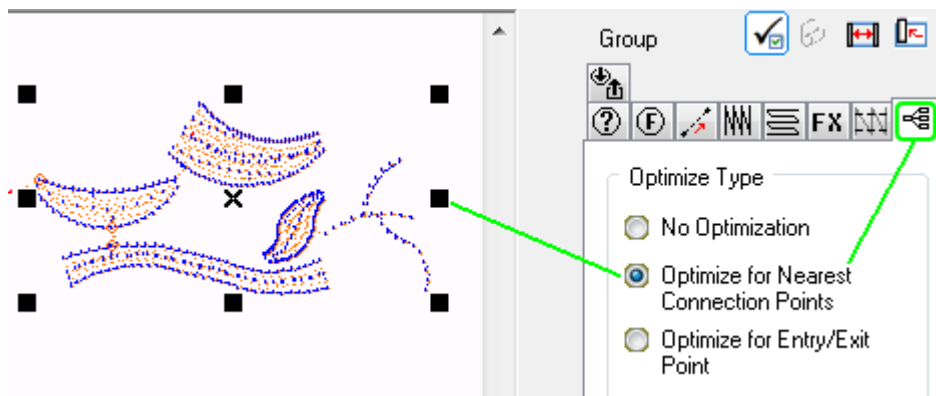 Group
? F FX
Optimize Type
No Optimization
Optimize for Nearest
Connection Points
Optimize for Entry/Exit
Point